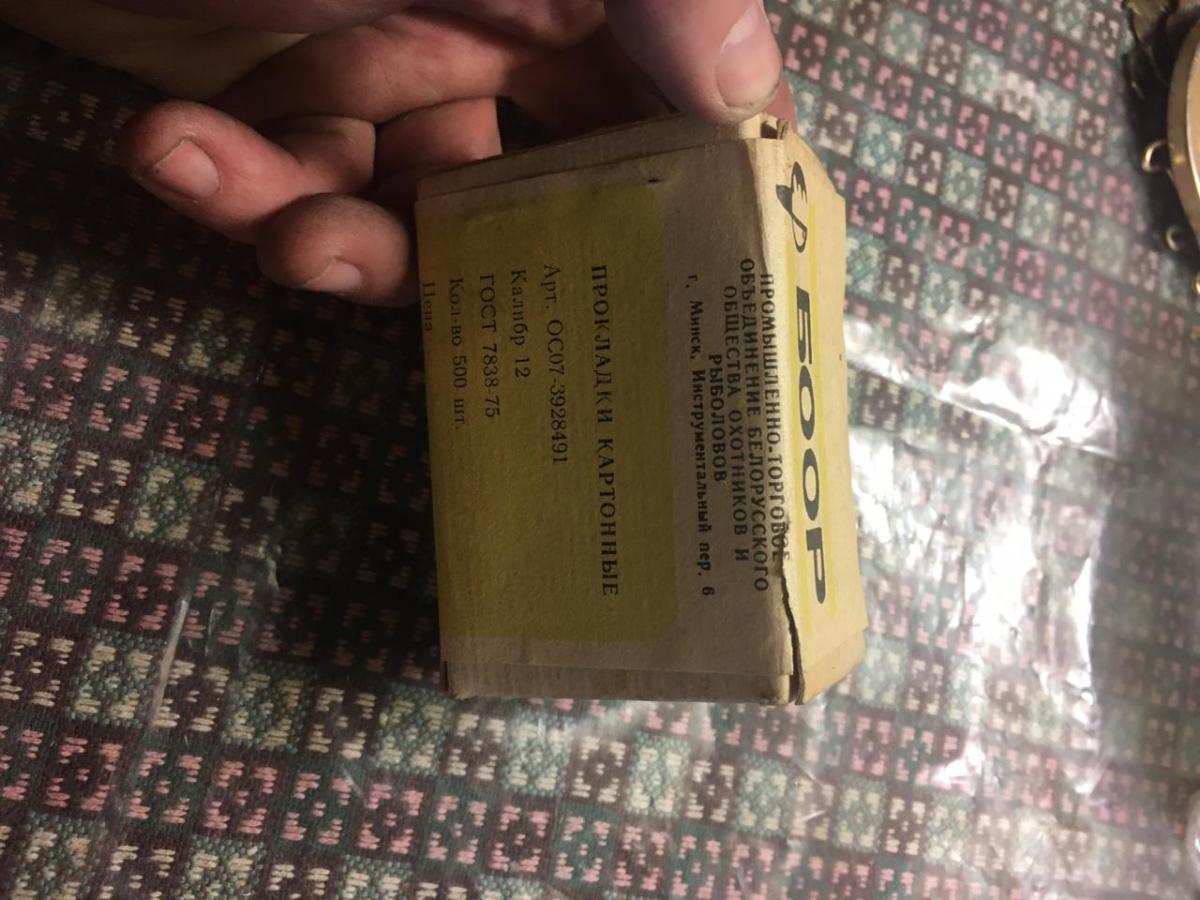 БООР
ПРОМЫШЛЕННО-ТОРГОВОЕ
ОБЪЕДИНЕНИЕ БЕЛОРУССКОГО
ОБЩЕСТВА ОХОТНИКОВ И
РЫБОЛОВОВ
г. Минск, Инструментальный пер. 6
ПРОКЛАДКИ КАРТОННЫЕ
Арт. ОС07-3928491
Калибр 12
ГОСТ 7838-75
Кол-во 500 шт.
Цена